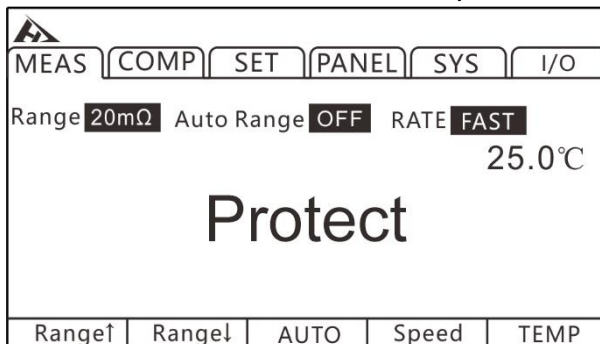 MEAS COMP SET PANEL SYS I/O
Range 20mΩ Auto Range OFF RATE FAST
25.0℃
Protect
Range↑ Range↓ AUTO Speed TEMP